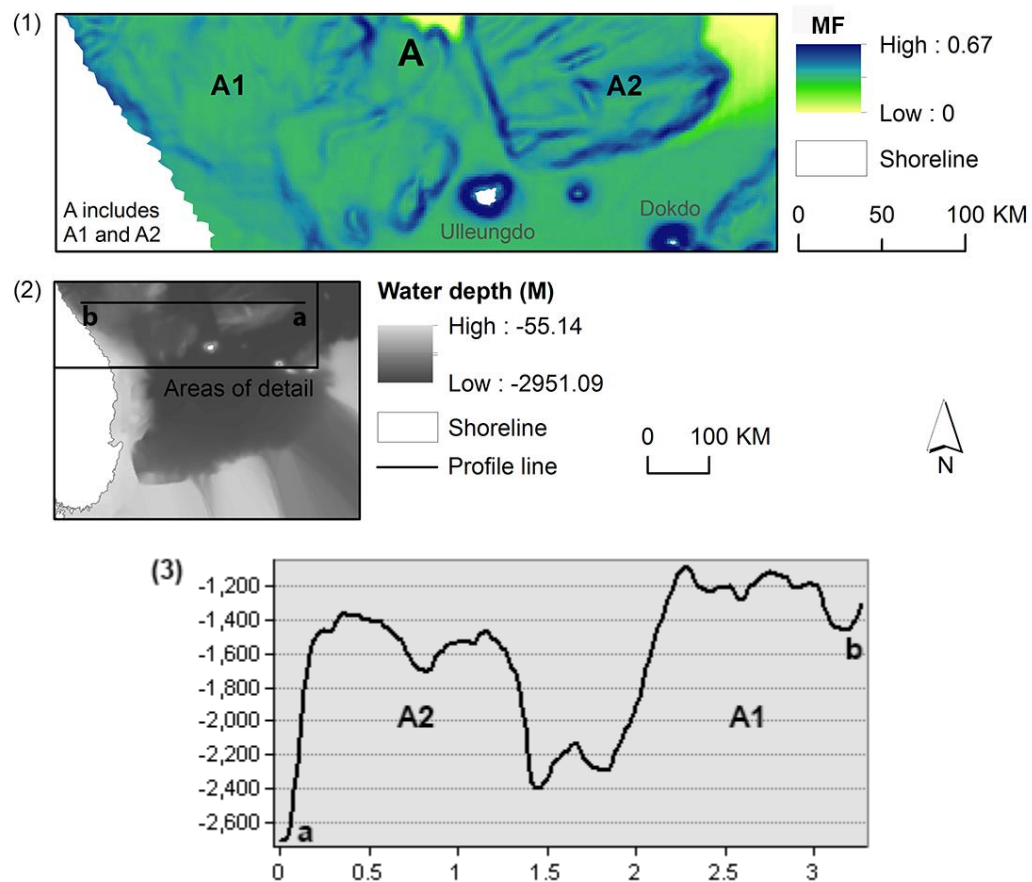 (1)
A1
A
A2
A includes
A1 and A2
Ulleungdo
Dokdo
MF
High : 0.67
Low : 0
Shoreline
0 50 100 KM
(2)
b
a
Areas of detail
Water depth (M)
High : -55.14
Low : -2951.09
Shoreline
Profile line
0 100 KM
N
(3)
-1,200
-1,400
-1,600
-1,800
-2,000
-2,200
-2,400
-2,600
A2
A1
a
b
0 0.5 1 1.5 2 2.5 3